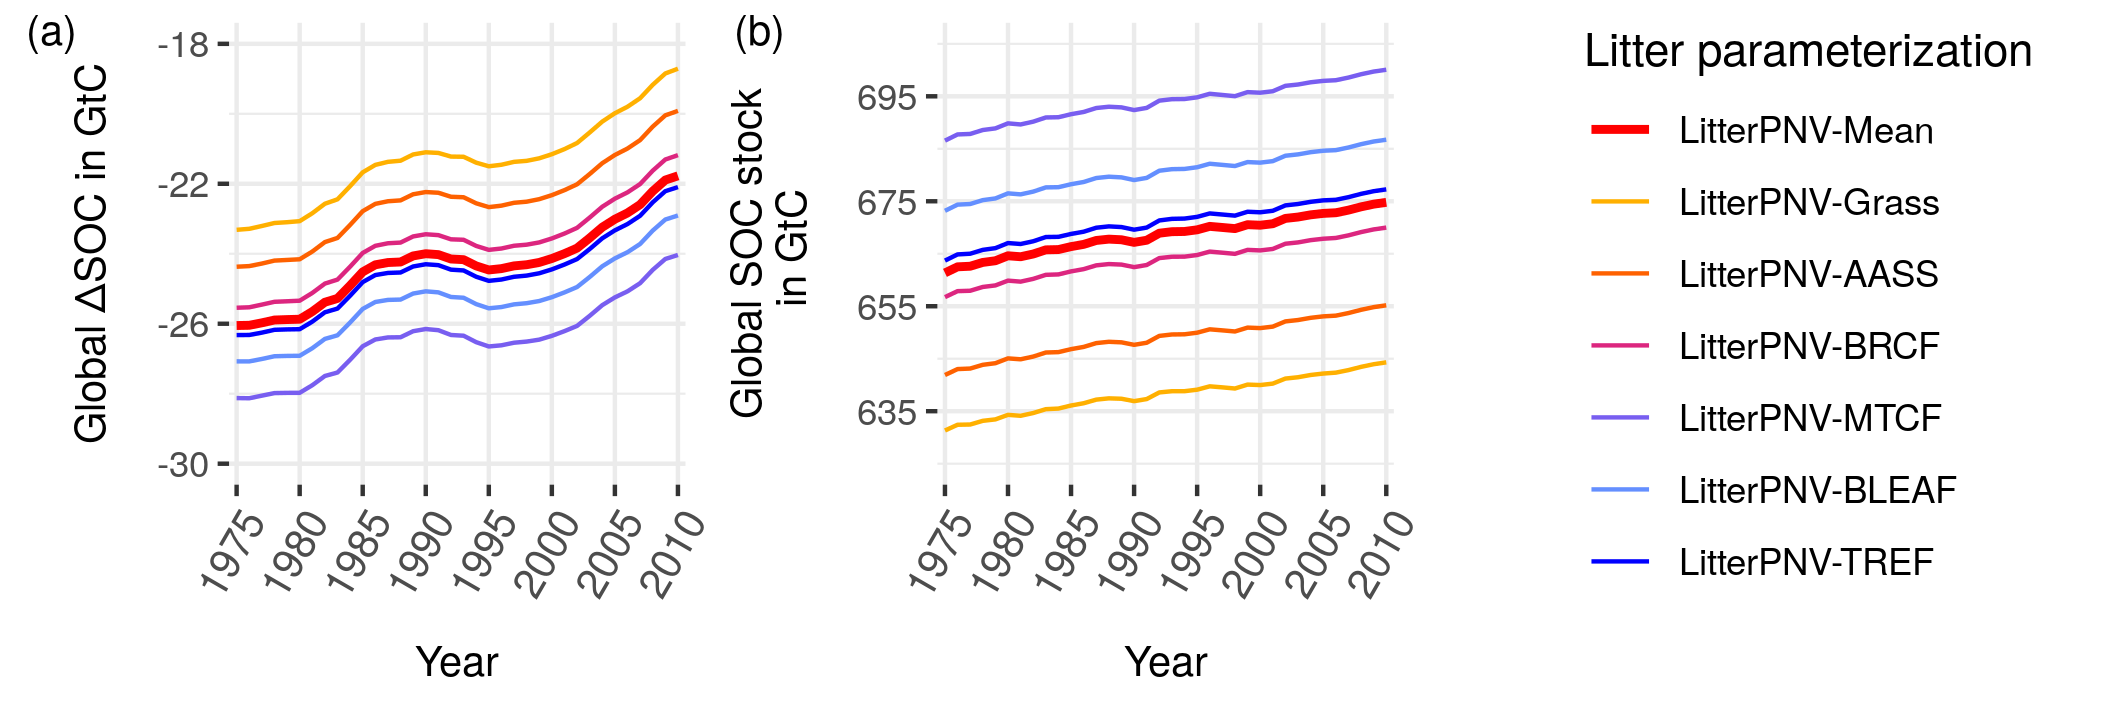 (a)
Global ΔSOC in GtC
-18
-22
-26
-30
1975
1980
1985
1990
1995
2000
2005
2010
Year
(b)
Global SOC stock
in GtC
695
675
655
635
1975
1980
1985
1990
1995
2000
2005
2010
Year
Litter parameterization
LitterPNV-Mean
LitterPNV-Grass
LitterPNV-AASS
LitterPNV-BRCF
LitterPNV-MTCF
LitterPNV-BLEAF
LitterPNV-TREF